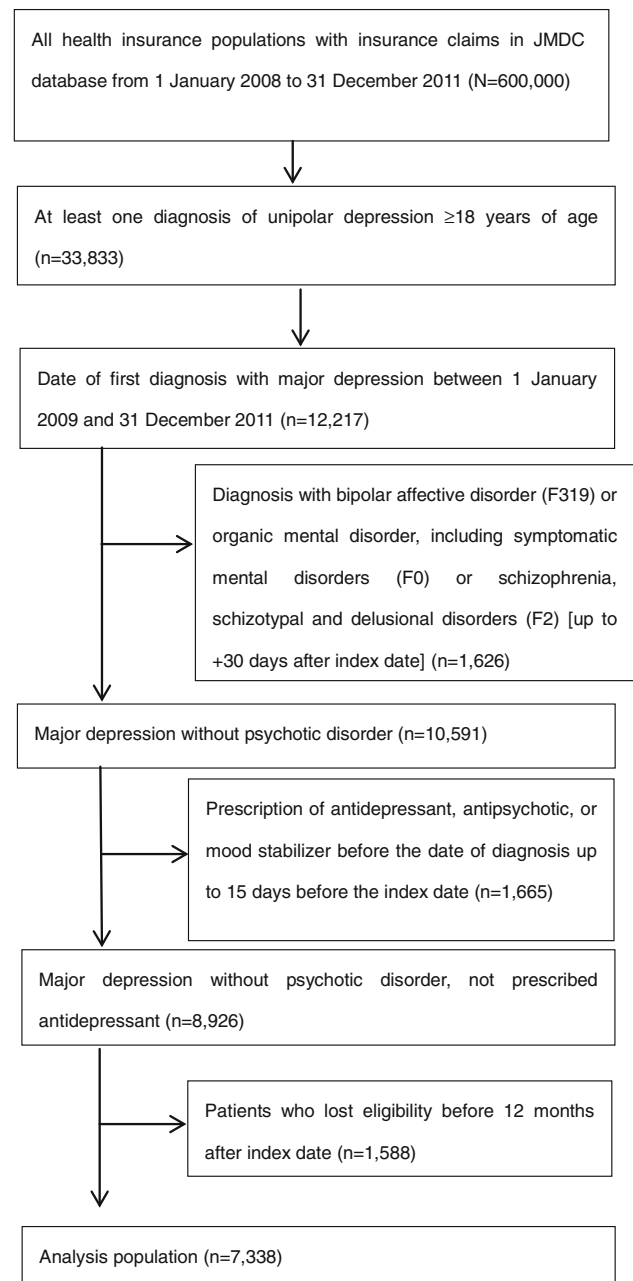 All health insurance populations with insurance claims in JMDC
database from 1 January 2008 to 31 December 2011 (N=600,000)
At least one diagnosis of unipolar depression ≥18 years of age
(n=33,833)
Date of first diagnosis with major depression between 1 January
2009 and 31 December 2011 (n=12,217)
Diagnosis with bipolar affective disorder (F319) or
organic mental disorder, including symptomatic
mental disorders (F0) or schizophrenia,
schizotypal and delusional disorders (F2) [up to
+30 days after index date] (n=1,626)
Major depression without psychotic disorder (n=10,591)
Prescription of antidepressant, antipsychotic, or
mood stabilizer before the date of diagnosis up
to 15 days before the index date (n=1,665)
Major depression without psychotic disorder, not prescribed
antidepressant (n=8,926)
Patients who lost eligibility before 12 months
after index date (n=1,588)
Analysis population (n=7,338)